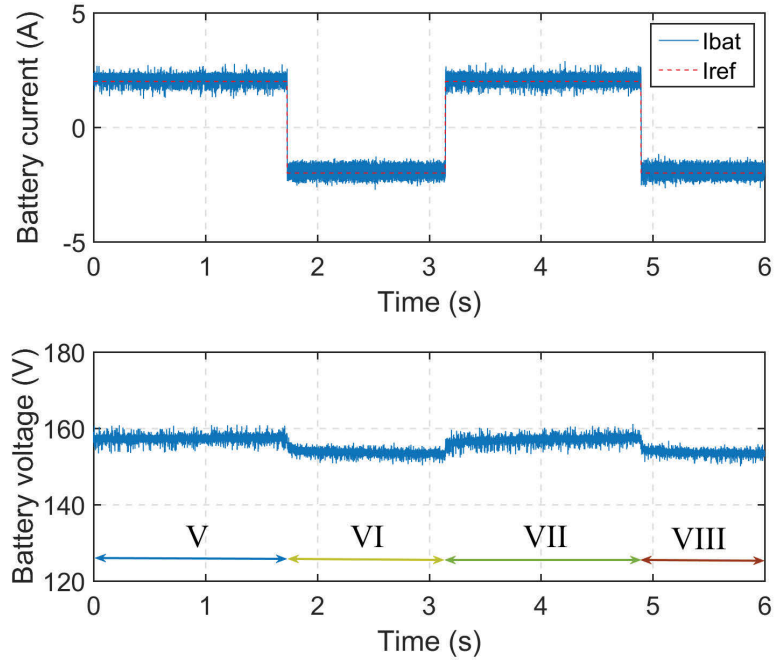 Battery current (A)
5
0
-5
Ibat
Iref
0 1 2 3 4 5 6
Time (s)
Battery voltage (V)
180
160
140
120
V VI VII VIII
0 1 2 3 4 5 6
Time (s)